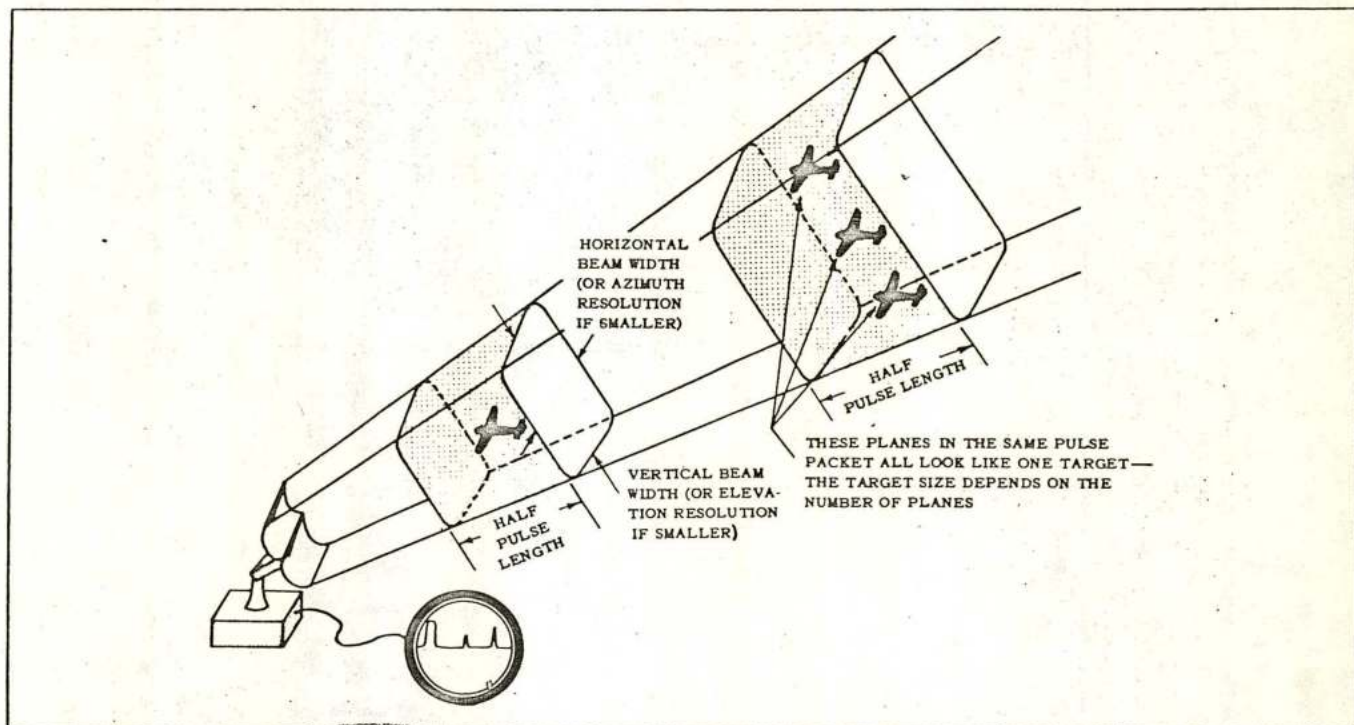 HORIZONTAL
BEAM WIDTH
(OR AZIMUTH
RESOLUTION
IF SMALLER)
HALF
PULSE LENGTH
THESE PLANES IN THE SAME PULSE
PACKET ALL LOOK LIKE ONE TARGET—
THE TARGET SIZE DEPENDS ON THE
NUMBER OF PLANES
VERTICAL BEAM
WIDTH (OR ELEVA-
TION RESOLUTION
IF SMALLER)
HALF
PULSE
LENGTH